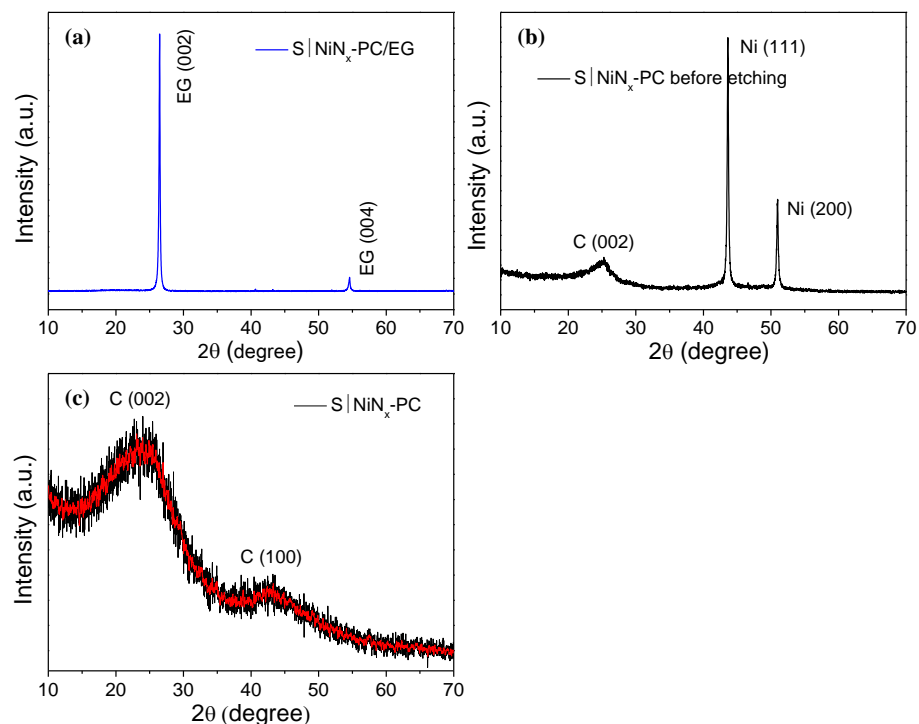 (a)
S|NiNₓ-PC/EG
EG (002)
EG (004)
Intensity (a.u.)
10 20 30 40 50 60 70
2θ (degree)
(b)
Ni (111)
S|NiNₓ-PC before etching
Ni (200)
C (002)
Intensity (a.u.)
10 20 30 40 50 60 70
2θ (degree)
(c)
C (002)
S|NiNₓ-PC
C (100)
Intensity (a.u.)
10 20 30 40 50 60 70
2θ (degree)